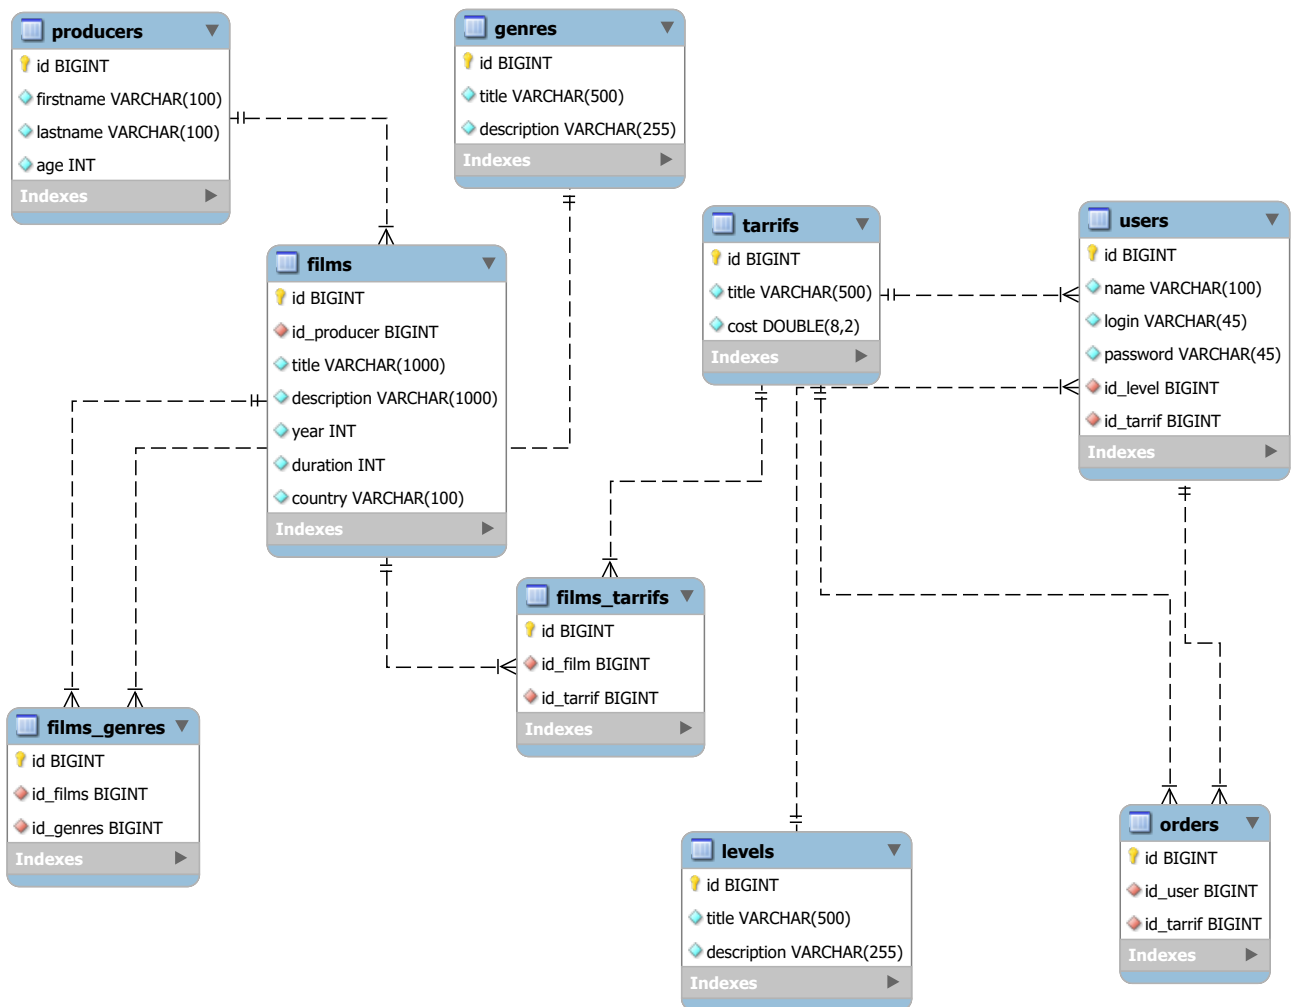 producers
id BIGINT
firstname VARCHAR(100)
lastname VARCHAR(100)
age INT
Indexes
genres
id BIGINT
title VARCHAR(500)
description VARCHAR(255)
Indexes
films
id BIGINT
id_producer BIGINT
title VARCHAR(1000)
description VARCHAR(1000)
year INT
duration INT
country VARCHAR(100)
Indexes
tarrifs
id BIGINT
title VARCHAR(500)
cost DOUBLE(8,2)
Indexes
users
id BIGINT
name VARCHAR(100)
login VARCHAR(45)
password VARCHAR(45)
id_level BIGINT
id_tarrif BIGINT
Indexes
films_tarrifs
id BIGINT
id_film BIGINT
id_tarrif BIGINT
Indexes
films_genres
id BIGINT
id_films BIGINT
id_genres BIGINT
Indexes
levels
id BIGINT
title VARCHAR(500)
description VARCHAR(255)
Indexes
orders
id BIGINT
id_user BIGINT
id_tarrif BIGINT
Indexes